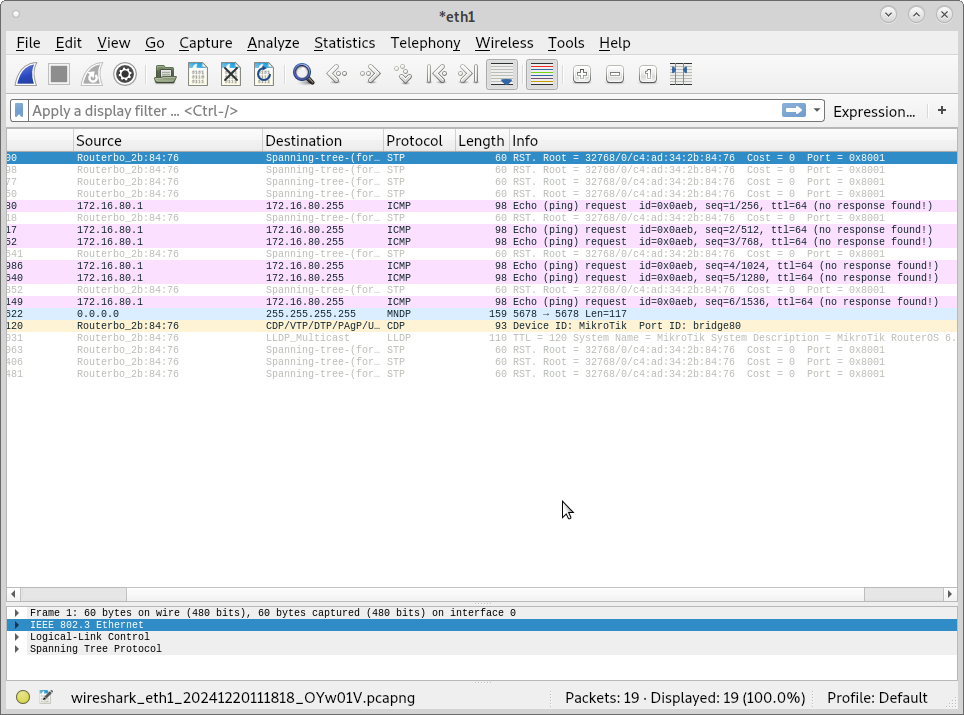 *eth1
File Edit View Go Capture Analyze Statistics Telephony Wireless Tools Help
Apply a display filter ... <Ctrl-/> Expression... +
Source Destination Protocol Length Info
00 Routerbo_2b:84:76 Spanning-tree-(for… STP 60 RST. Root = 32768/0/c4:ad:34:2b:84:76 Cost = 0 Port = 0x8001
98 Routerbo_2b:84:76 Spanning-tree-(for… STP 60 RST. Root = 32768/0/c4:ad:34:2b:84:76 Cost = 0 Port = 0x8001
77 Routerbo_2b:84:76 Spanning-tree-(for… STP 60 RST. Root = 32768/0/c4:ad:34:2b:84:76 Cost = 0 Port = 0x8001
50 Routerbo_2b:84:76 Spanning-tree-(for… STP 60 RST. Root = 32768/0/c4:ad:34:2b:84:76 Cost = 0 Port = 0x8001
80 172.16.80.1 172.16.80.255 ICMP 98 Echo (ping) request id=0x0aeb, seq=1/256, ttl=64 (no response found!)
18 Routerbo_2b:84:76 Spanning-tree-(for… STP 60 RST. Root = 32768/0/c4:ad:34:2b:84:76 Cost = 0 Port = 0x8001
17 172.16.80.1 172.16.80.255 ICMP 98 Echo (ping) request id=0x0aeb, seq=2/512, ttl=64 (no response found!)
52 172.16.80.1 172.16.80.255 ICMP 98 Echo (ping) request id=0x0aeb, seq=3/768, ttl=64 (no response found!)
641 Routerbo_2b:84:76 Spanning-tree-(for… STP 60 RST. Root = 32768/0/c4:ad:34:2b:84:76 Cost = 0 Port = 0x8001
986 172.16.80.1 172.16.80.255 ICMP 98 Echo (ping) request id=0x0aeb, seq=4/1024, ttl=64 (no response found!)
640 172.16.80.1 172.16.80.255 ICMP 98 Echo (ping) request id=0x0aeb, seq=5/1280, ttl=64 (no response found!)
352 Routerbo_2b:84:76 Spanning-tree-(for… STP 60 RST. Root = 32768/0/c4:ad:34:2b:84:76 Cost = 0 Port = 0x8001
149 172.16.80.1 172.16.80.255 ICMP 98 Echo (ping) request id=0x0aeb, seq=6/1536, ttl=64 (no response found!)
622 0.0.0.0 255.255.255.255 MNDP 159 5678 → 5678 Len=117
120 Routerbo_2b:84:76 CDP/VTP/DTP/PAgP/U… CDP 93 Device ID: MikroTik Port ID: bridge80
031 Routerbo_2b:84:76 LLDP_Multicast LLDP 110 TTL = 120 System Name = MikroTik System Description = MikroTik RouterOS 6.
063 Routerbo_2b:84:76 Spanning-tree-(for… STP 60 RST. Root = 32768/0/c4:ad:34:2b:84:76 Cost = 0 Port = 0x8001
406 Routerbo_2b:84:76 Spanning-tree-(for… STP 60 RST. Root = 32768/0/c4:ad:34:2b:84:76 Cost = 0 Port = 0x8001
481 Routerbo_2b:84:76 Spanning-tree-(for… STP 60 RST. Root = 32768/0/c4:ad:34:2b:84:76 Cost = 0 Port = 0x8001
Frame 1: 60 bytes on wire (480 bits), 60 bytes captured (480 bits) on interface 0
IEEE 802.3 Ethernet
Logical-Link Control
Spanning Tree Protocol
wireshark_eth1_20241220111818_OYw01V.pcapng Packets: 19 · Displayed: 19 (100.0%) Profile: Default